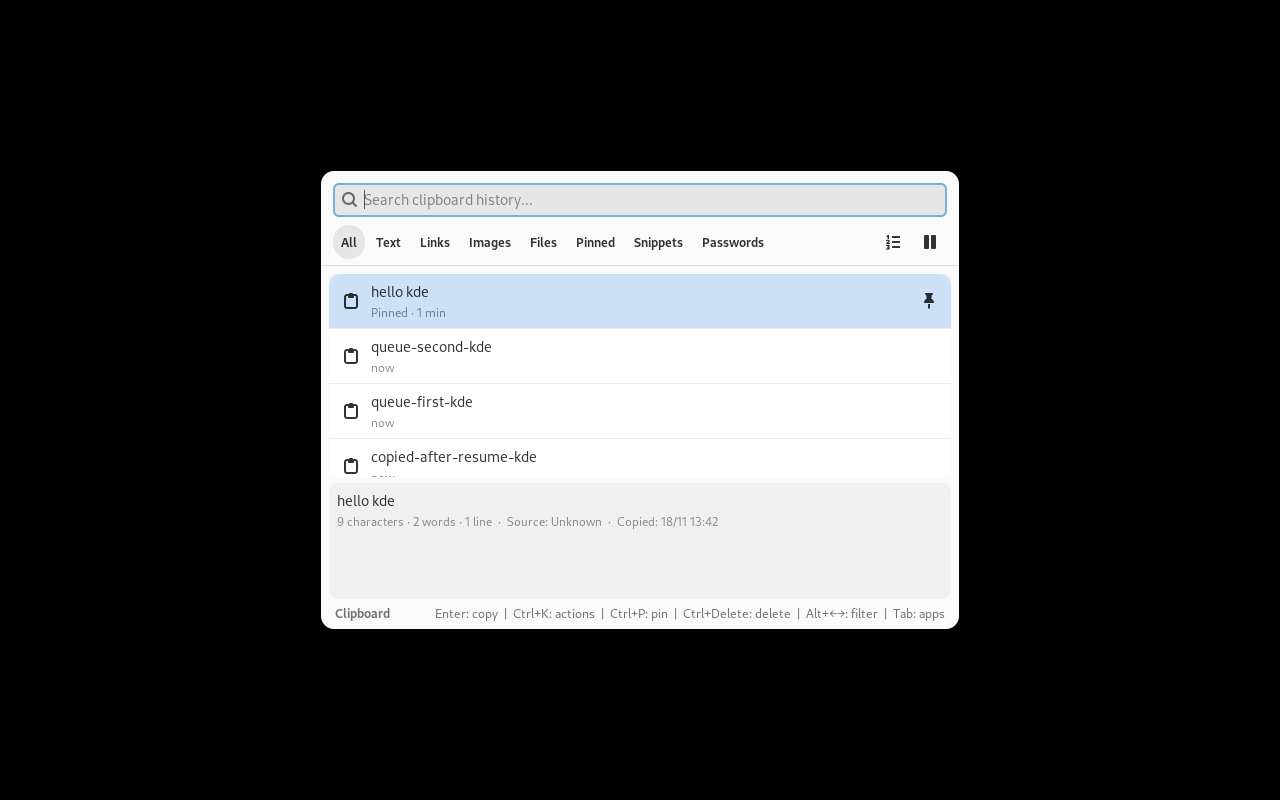 Search clipboard history...
All Text Links Images Files Pinned Snippets Passwords
hello kde
Pinned · 1 min
queue-second-kde
now
queue-first-kde
now
copied-after-resume-kde
hello kde
9 characters · 2 words · 1 line · Source: Unknown · Copied: 18/11 13:42
Clipboard Enter: copy | Ctrl+K: actions | Ctrl+P: pin | Ctrl+Delete: delete | Alt+←→: filter | Tab: apps